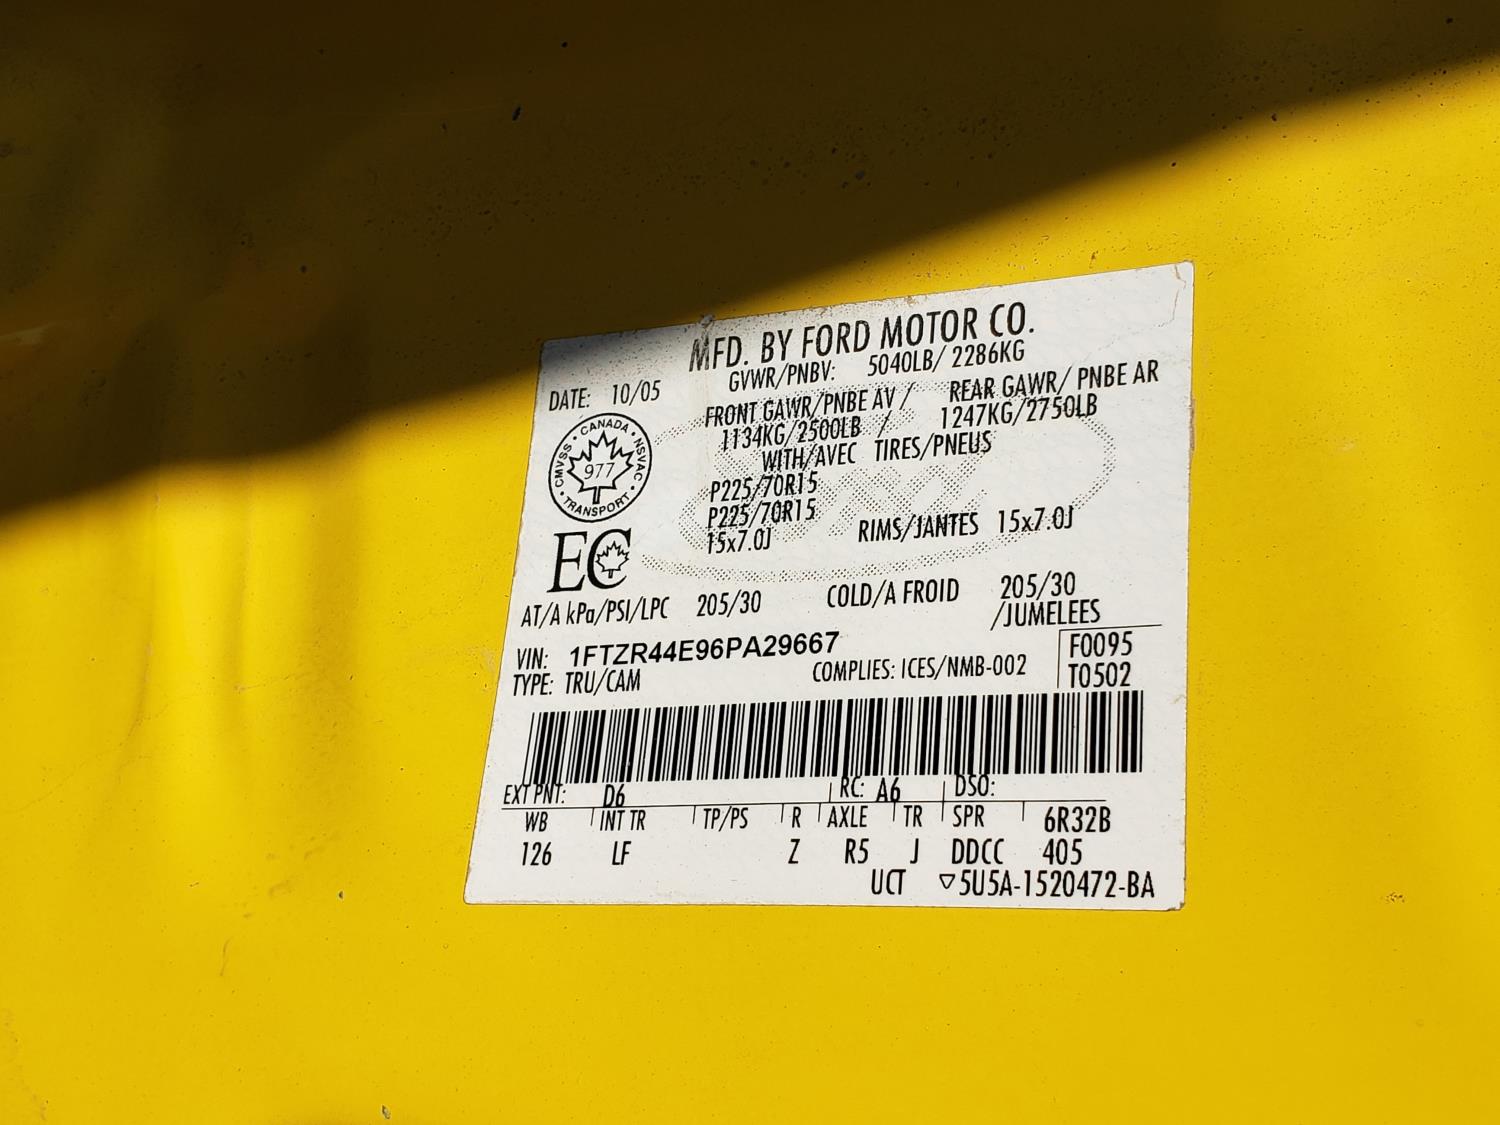 MFD. BY FORD MOTOR CO.
DATE: 10/05
GVWR/PNBV: 5040LB/ 2286KG
FRONT GAWR/PNBE AV / REAR GAWR/ PNBE AR
1134KG/2500LB / 1247KG/2750LB
WITH/AVEC TIRES/PNEUS
P225/70R15
P225/70R15
15x7.0J RIMS/JANTES 15x7.0J
CANADA
CMVSS NSVAC
977
TRANSPORT
EC
AT/A kPa/PSI/LPC 205/30 COLD/A FROID 205/30
/JUMELEES
VIN: 1FTZR44E96PA29667
F0095
TYPE: TRU/CAM COMPLIES: ICES/NMB-002
T0502
EXT PNT: D6 RC: A6 DSO:
WB INT TR TP/PS R AXLE TR SPR 6R32B
126 LF Z R5 J DDCC 405
UCT ▽5U5A-1520472-BA